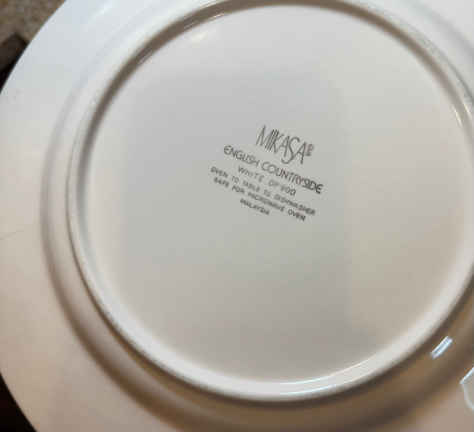 MIKASA®
ENGLISH COUNTRYSIDE
WHITE DP900
OVEN TO TABLE TO DISHWASHER
SAFE FOR MICROWAVE OVEN
MALAYSIA